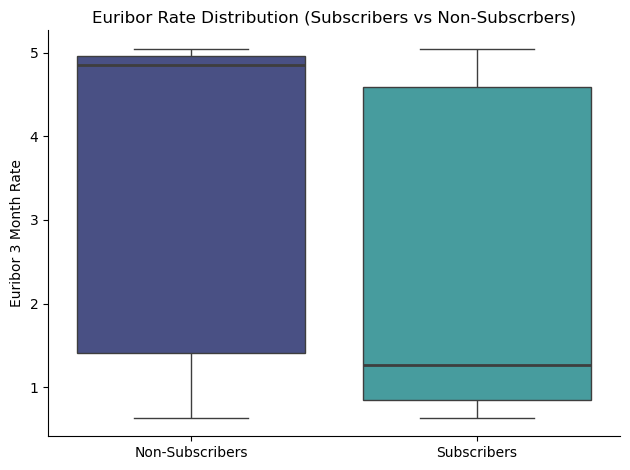 Euribor Rate Distribution (Subscribers vs Non-Subscrbers)
5
4
3
2
1
Euribor 3 Month Rate
Non-Subscribers
Subscribers